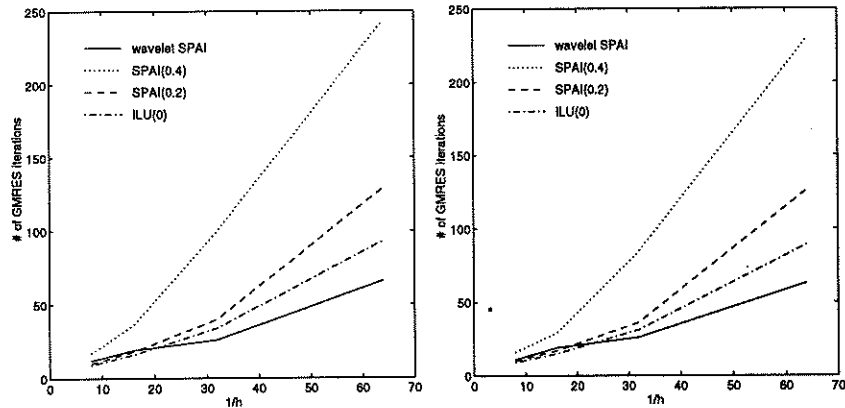 250
200
150
100
50
0
# of GMRES iterations
wavelet SPAI
SPAI(0.4)
SPAI(0.2)
ILU(0)
0 10 20 30 40 50 60 70
1/h
250
200
150
100
50
0
# of GMRES iterations
wavelet SPAI
SPAI(0.4)
SPAI(0.2)
ILU(0)
0 10 20 30 40 50 60 70
1/h